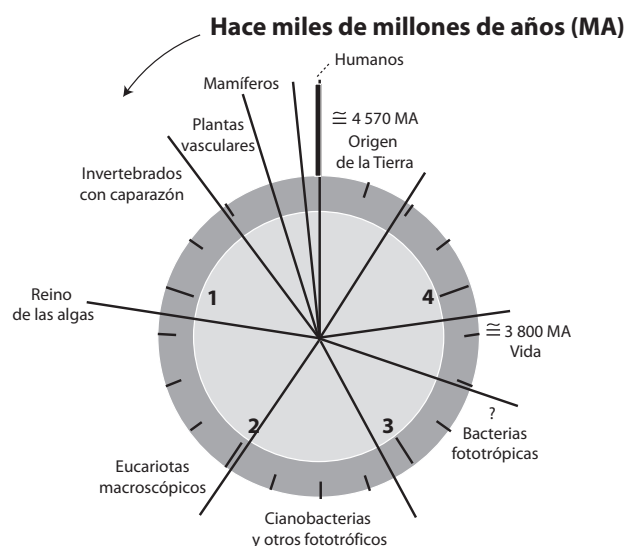 Hace miles de millones de años (MA)
Humanos
Mamíferos
≅ 4 570 MA
Origen
de la Tierra
Plantas
vasculares
Invertebrados
con caparazón
Reino
de las algas
1
4
≅ 3 800 MA
Vida
2
3
?
Bacterias
fototrópicas
Eucariotas
macroscópicos
Cianobacterias
y otros fototróficos